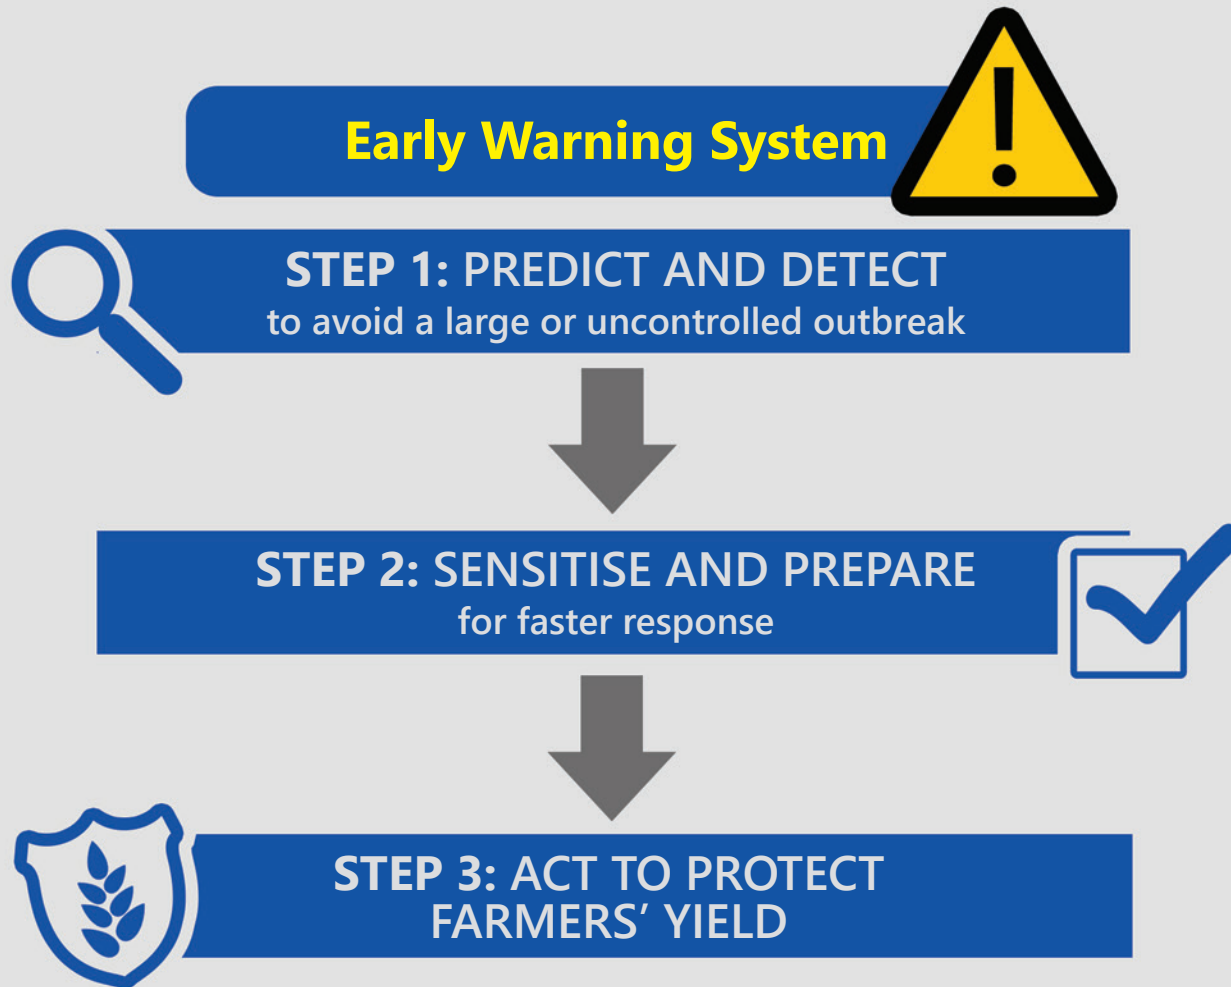 Early Warning System
STEP 1: PREDICT AND DETECT
to avoid a large or uncontrolled outbreak
STEP 2: SENSITISE AND PREPARE
for faster response
STEP 3: ACT TO PROTECT
FARMERS’ YIELD